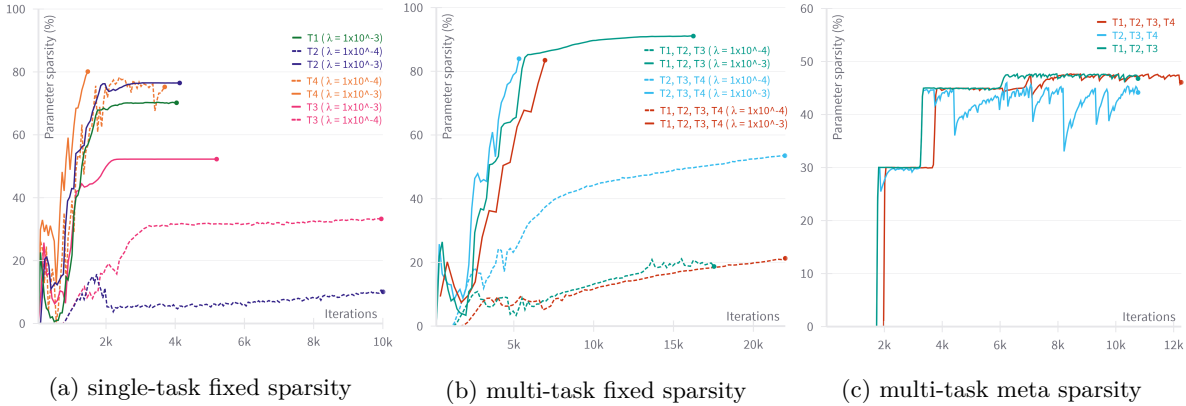 100
80
60
40
20
0
Parameter sparsity (%)
T1 ( λ = 1x10^-3)
T2 ( λ = 1x10^-4)
T2 ( λ = 1x10^-3)
T4 ( λ = 1x10^-4)
T4 ( λ = 1x10^-3)
T3 ( λ = 1x10^-3)
T3 ( λ = 1x10^-4)
Iterations
2k 4k 10k
(a) single-task fixed sparsity
100
80
60
40
20
0
Parameter sparsity (%)
T1, T2, T3 ( λ = 1x10^-4)
T1, T2, T3 ( λ = 1x10^-3)
T2, T3, T4 ( λ = 1x10^-4)
T2, T3, T4 ( λ = 1x10^-3)
T1, T2, T3, T4 ( λ = 1x10^-4)
T1, T2, T3, T4 ( λ = 1x10^-3)
Iterations
5k 10k 15k 20k
(b) multi-task fixed sparsity
60
50
40
30
20
10
0
Parameter sparsity (%)
T1, T2, T3, T4
T2, T3, T4
T1, T2, T3
Iterations
2k 4k 6k 8k 10k 12k
(c) multi-task meta sparsity